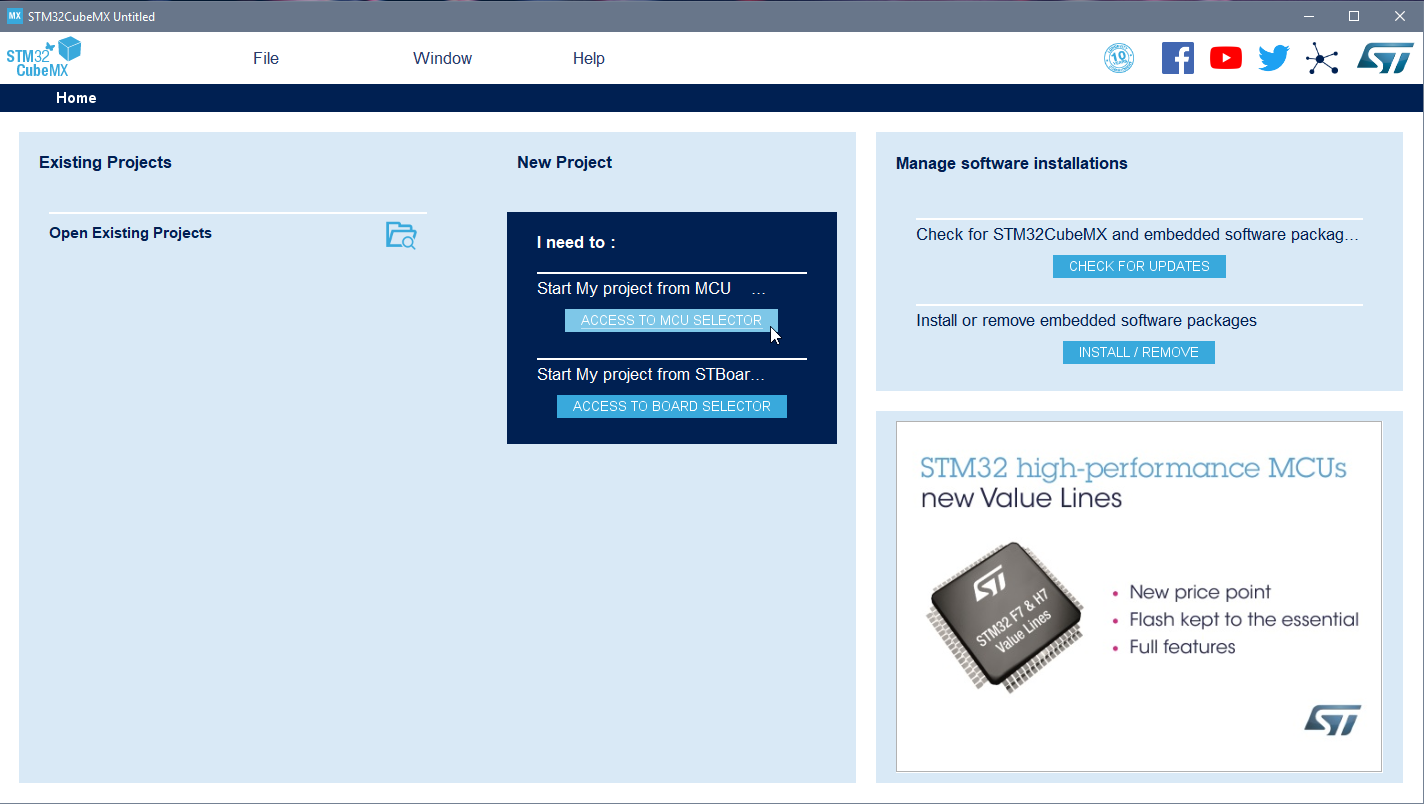 MX STM32CubeMX Untitled
STM32
CubeMX
File
Window
Help
10
Home
Existing Projects
Open Existing Projects
New Project
I need to :
Start My project from MCU ...
ACCESS TO MCU SELECTOR
Start My project from STBoar...
ACCESS TO BOARD SELECTOR
Manage software installations
Check for STM32CubeMX and embedded software packag...
CHECK FOR UPDATES
Install or remove embedded software packages
INSTALL / REMOVE
STM32 high-performance MCUs
new Value Lines
ST
STM32 F7 & H7
Value Lines
• New price point
• Flash kept to the essential
• Full features
ST